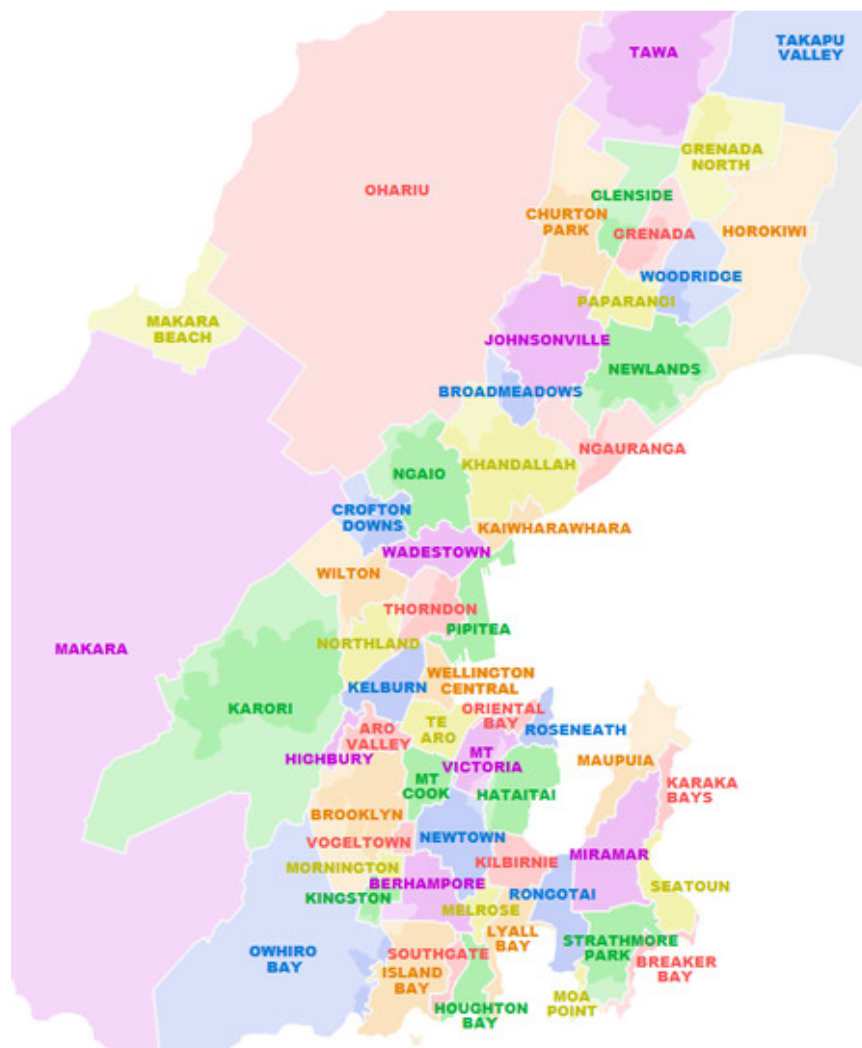 TAWA
TAKAPU
VALLEY
GRENADA
NORTH
OHARIU
GLENSIDE
CHURTON
PARK
GRENADA
HOROKIWI
WOODRIDGE
PAPARANGI
MAKARA
BEACH
JOHNSONVILLE
NEWLANDS
BROADMEADOWS
NGAURANGA
KHANDALLAH
NGAIO
CROFTON
DOWNS
KAIWHARAWHARA
WADESTOWN
WILTON
THORNDON
PIPITEA
NORTHLAND
MAKARA
WELLINGTON
CENTRAL
KELBURN
KARORI
ORIENTAL
BAY
TE
ARO
ARO
VALLEY
ROSENEATH
HIGHBURY
MT
VICTORIA
MAUPUIA
MT
COOK
HATAITAI
KARAKA
BAYS
BROOKLYN
NEWTOWN
VOGELTOWN
KILBIRNIE
MIRAMAR
MORNINGTON
BERHAMPORE
SEATOUN
KINGSTON
RONGOTAI
MELROSE
LYALL
BAY
STRATHMORE
PARK
OWHIRO
BAY
SOUTHGATE
BREAKER
BAY
ISLAND
BAY
MOA
POINT
HOUGHTON
BAY